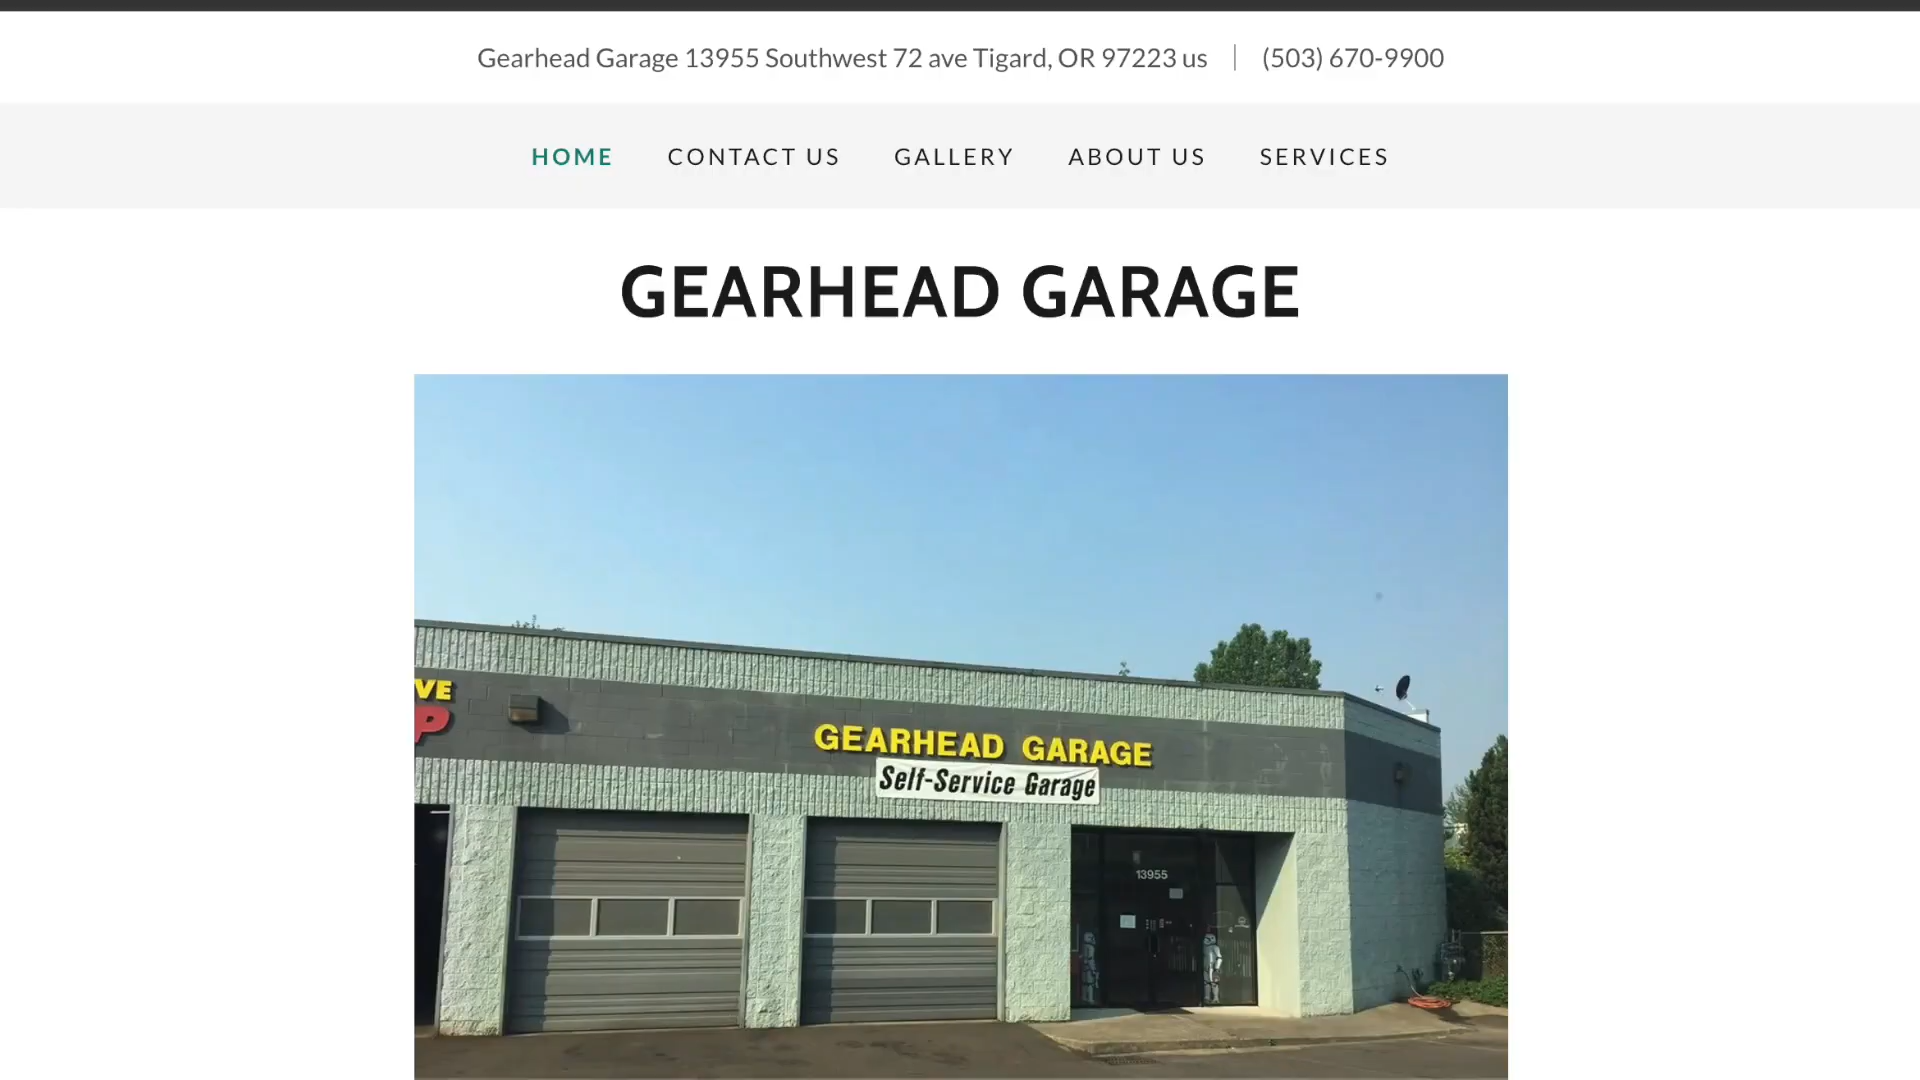 Gearhead Garage 13955 Southwest 72 ave Tigard, OR 97223 us | (503) 670-9900
HOME CONTACT US GALLERY ABOUT US SERVICES
GEARHEAD GARAGE
VE
P
GEARHEAD GARAGE
Self-Service Garage
13955